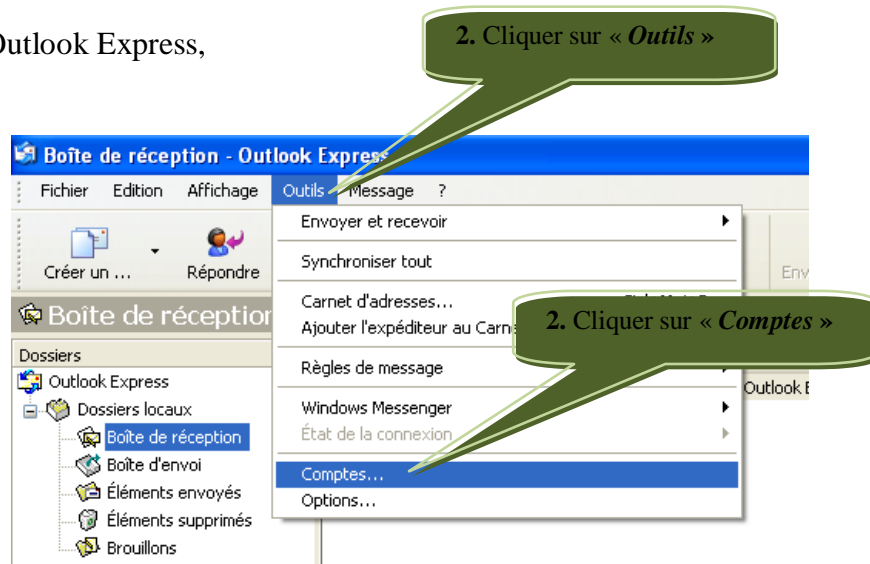 Outlook Express,
2. Cliquer sur « Outils »
Boîte de réception - Outlook Express
Fichier Edition Affichage Outils Message ?
Envoyer et recevoir
Créer un ... Répondre
Synchroniser tout
Env
Boîte de réception
Carnet d'adresses...
Ajouter l'expéditeur au Carn
2. Cliquer sur « Comptes »
Dossiers
Règles de message
Outlook E
Outlook Express
Dossiers locaux
Windows Messenger
Boîte de réception
État de la connexion
Boîte d'envoi
Comptes...
Éléments envoyés
Options...
Éléments supprimés
Brouillons